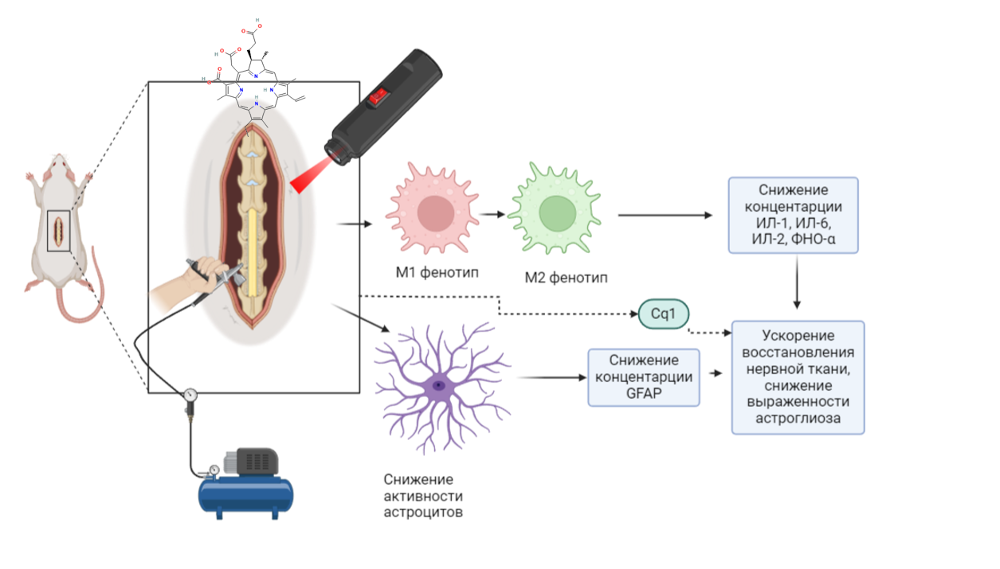 H
O
O
H
O
O
O
H
O
N
N
H
N
H
N
М1 фенотип
М2 фенотип
Снижение
концентарции
ИЛ-1, ИЛ-6,
ИЛ-2, ФНО-α
Cq1
Ускорение
восстановления
нервной ткани,
снижение
выраженности
астроглиоза
Снижение
концентарции
GFAP
Снижение
активности
астроцитов